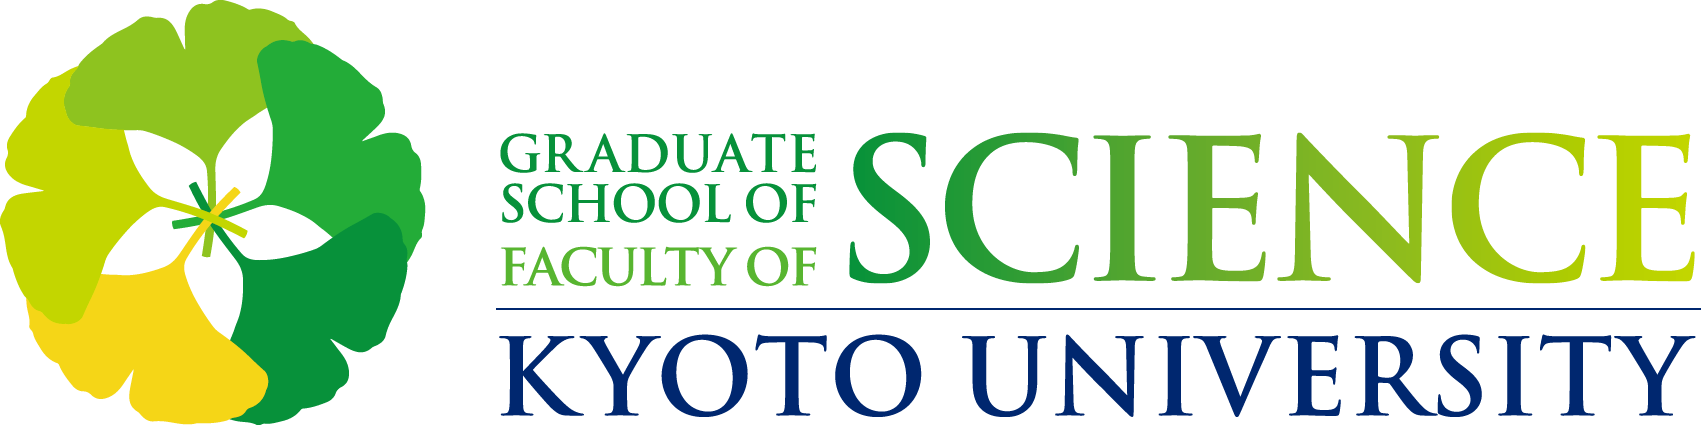 GRADUATE
SCHOOL OF
FACULTY OF
SCIENCE
KYOTO UNIVERSITY